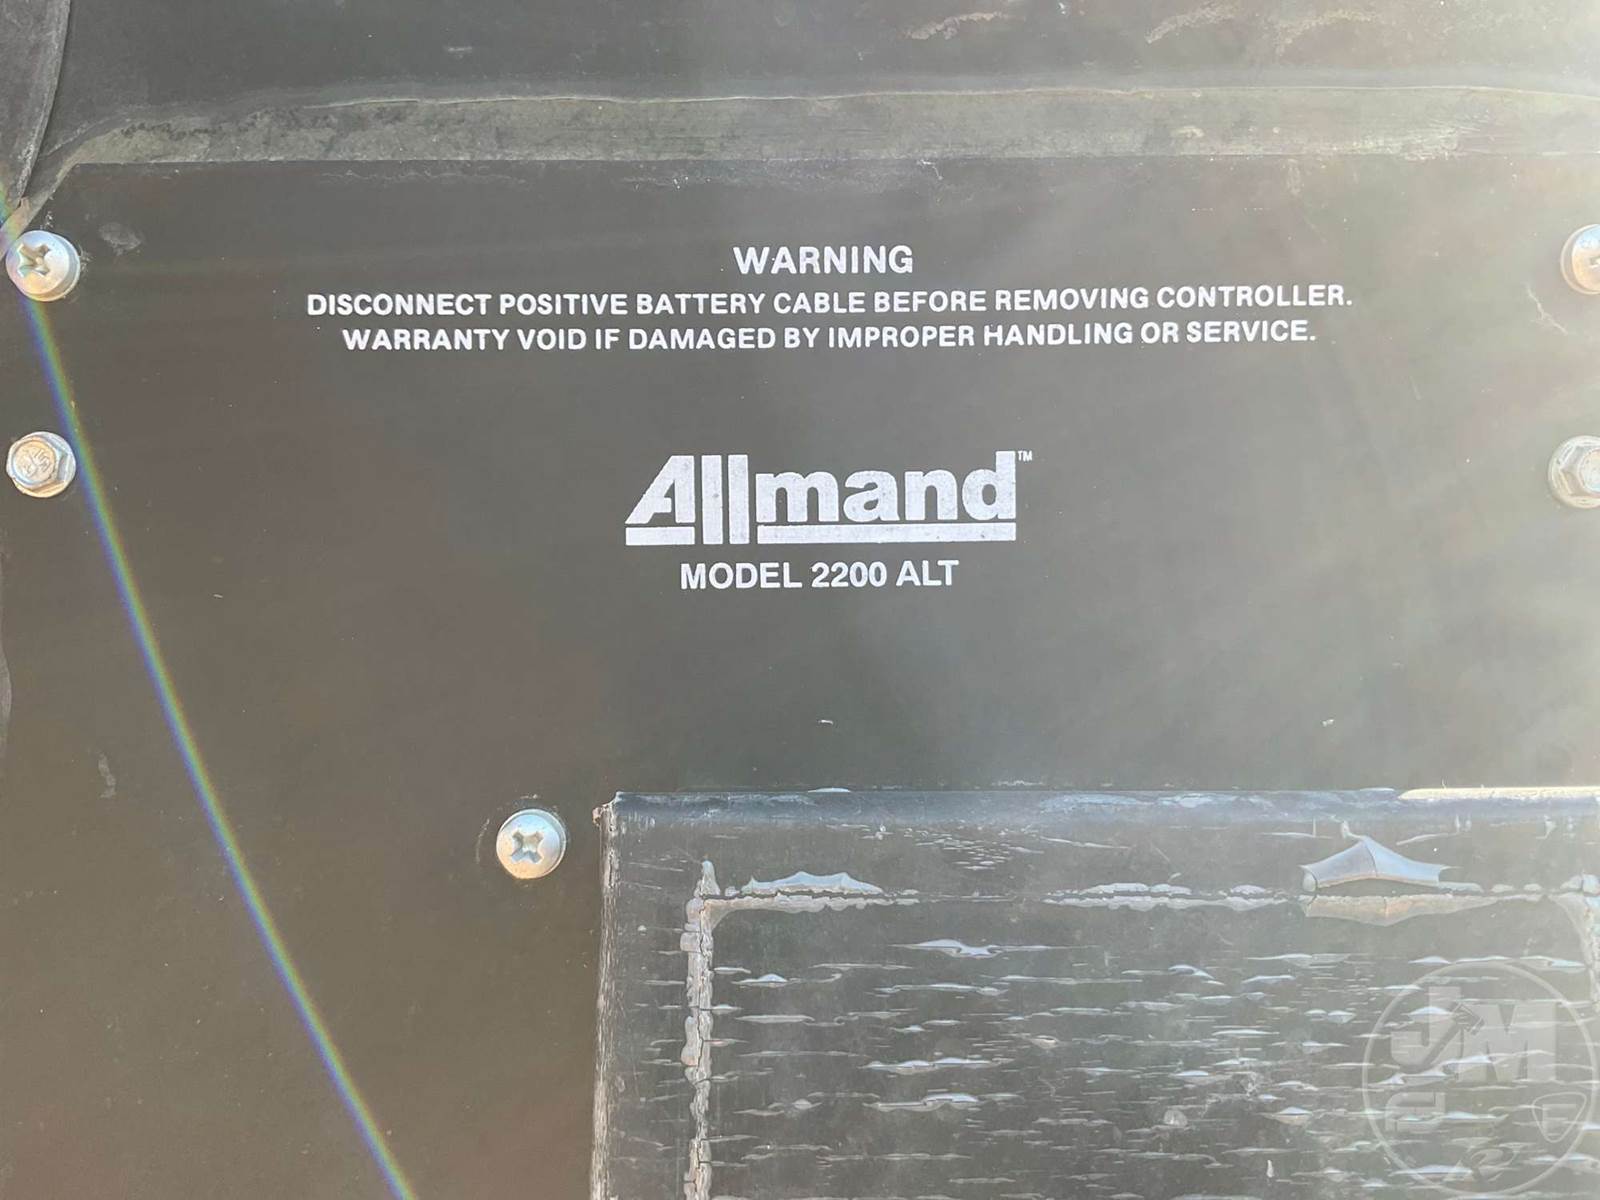 WARNING
DISCONNECT POSITIVE BATTERY CABLE BEFORE REMOVING CONTROLLER.
WARRANTY VOID IF DAMAGED BY IMPROPER HANDLING OR SERVICE.
Allmand™
MODEL 2200 ALT
JM